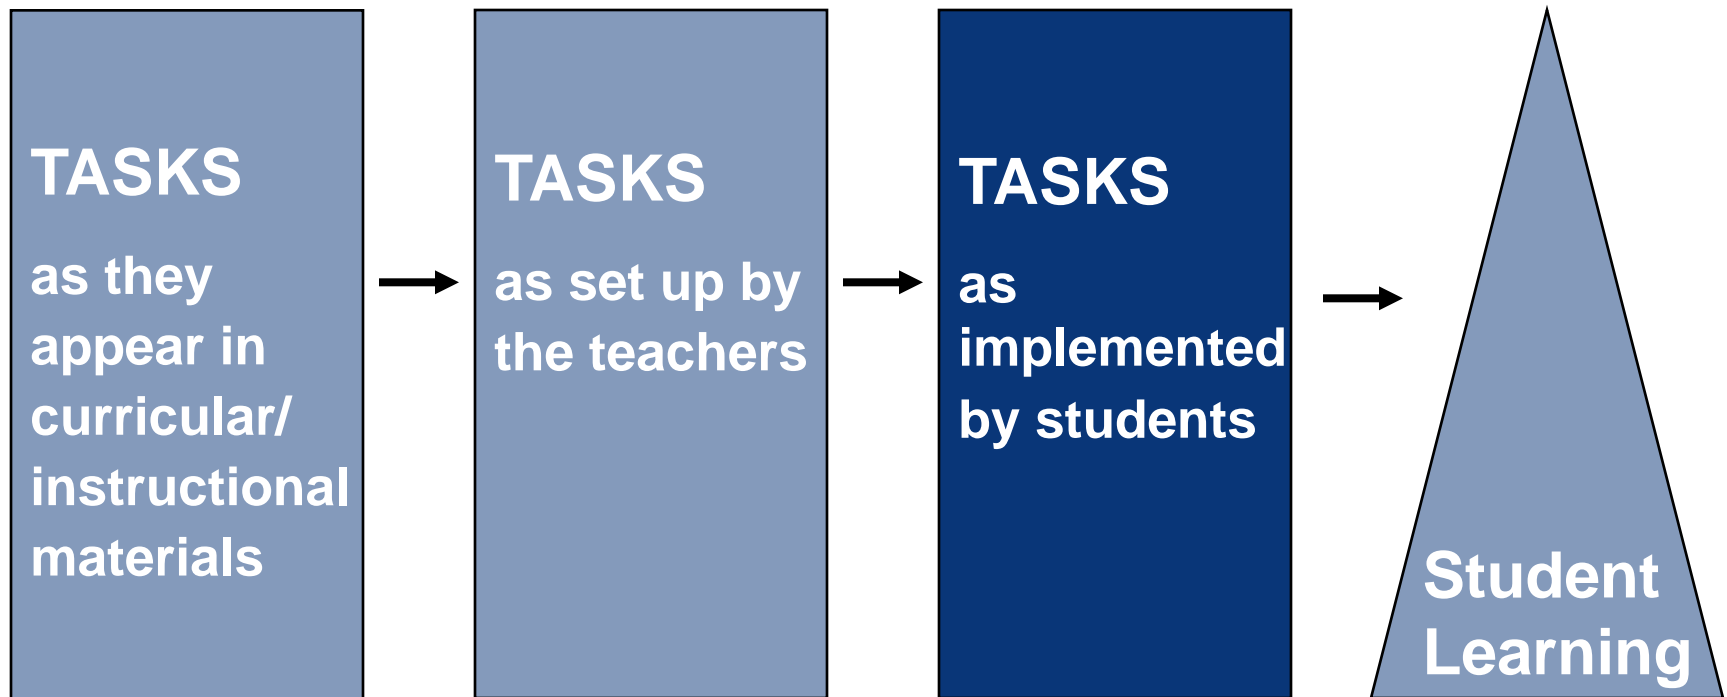 TASKS
as they
appear in
curricular/
instructional
materials
TASKS
as set up by
the teachers
TASKS
as
implemented
by students
Student
Learning